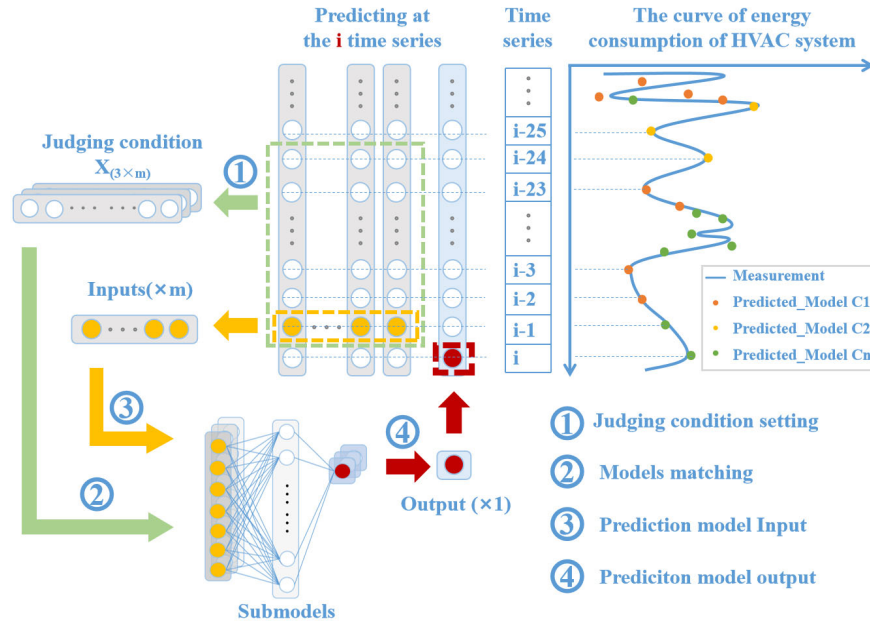 Predicting at
the i time series
Time
series
The curve of energy
consumption of HVAC system
Judging condition
X(3×m)
①
i-25
i-24
i-23
i-3
i-2
i-1
i
Inputs(×m)
Measurement
Predicted_Model C1
Predicted_Model C2
Predicted_Model Cn
③
②
④
Output (×1)
Submodels
① Judging condition setting
② Models matching
③ Prediction model Input
④ Prediciton model output